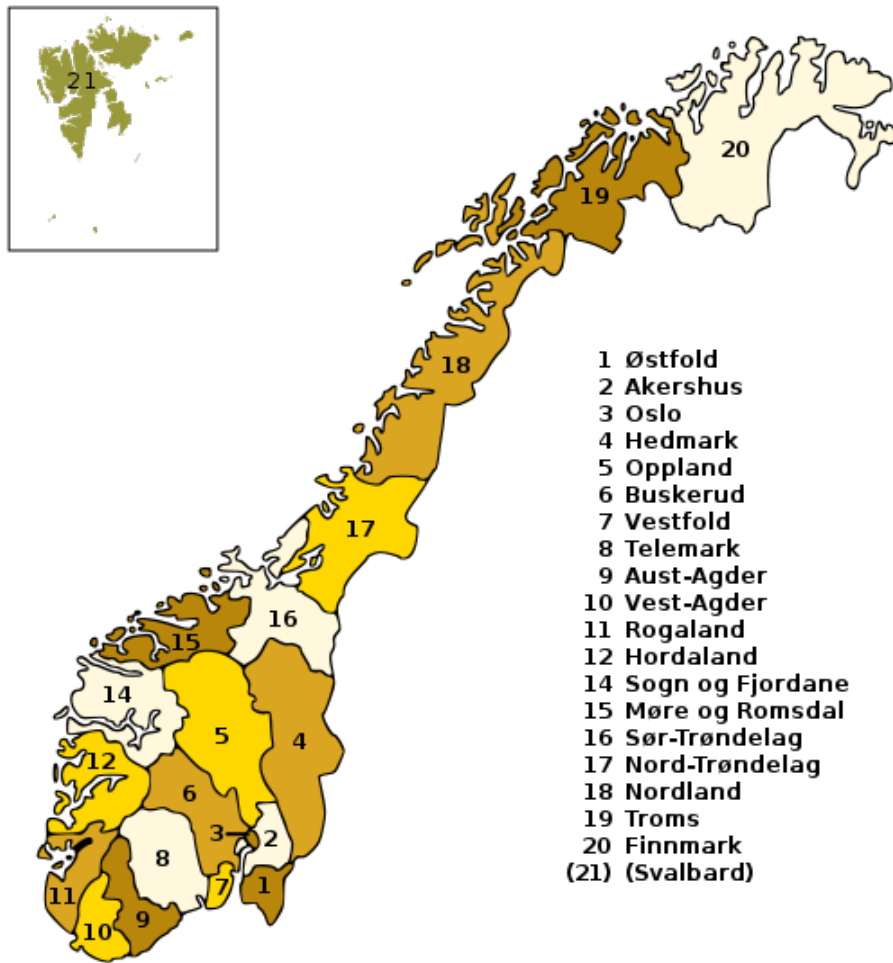 21
20
19
18
17
16
15
14
5
4
12
6
3
2
8
7
1
11
9
10
1 Østfold
2 Akershus
3 Oslo
4 Hedmark
5 Oppland
6 Buskerud
7 Vestfold
8 Telemark
9 Aust-Agder
10 Vest-Agder
11 Rogaland
12 Hordaland
14 Sogn og Fjordane
15 Møre og Romsdal
16 Sør-Trøndelag
17 Nord-Trøndelag
18 Nordland
19 Troms
20 Finnmark
(21) (Svalbard)